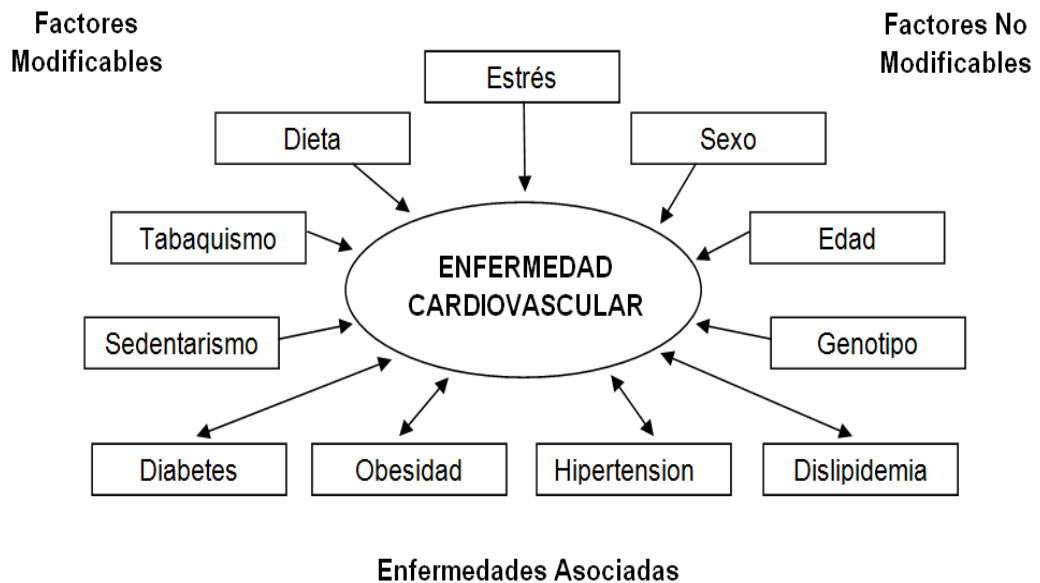 Factores
Modificables
Factores No
Modificables
Estrés
Dieta
Sexo
Tabaquismo
Edad
ENFERMEDAD
CARDIOVASCULAR
Sedentarismo
Genotipo
Diabetes
Obesidad
Hipertension
Dislipidemia
Enfermedades Asociadas